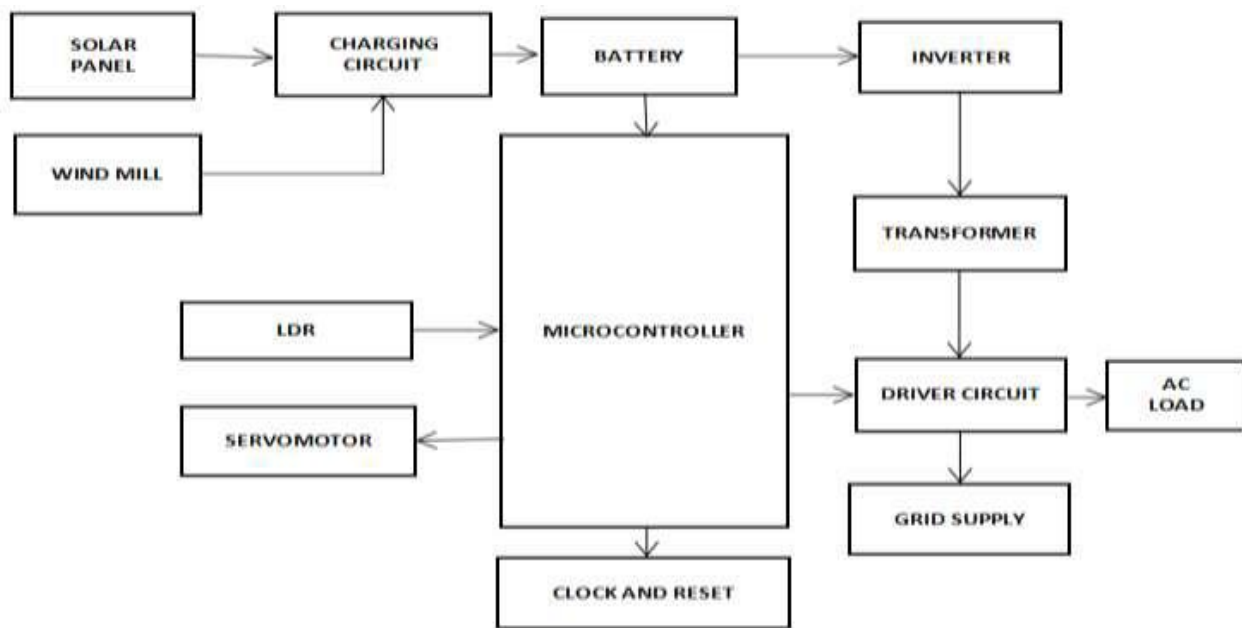 SOLAR
PANEL
CHARGING
CIRCUIT
BATTERY
INVERTER
WIND MILL
TRANSFORMER
LDR
MICROCONTROLLER
SERVOMOTOR
DRIVER CIRCUIT
AC
LOAD
GRID SUPPLY
CLOCK AND RESET